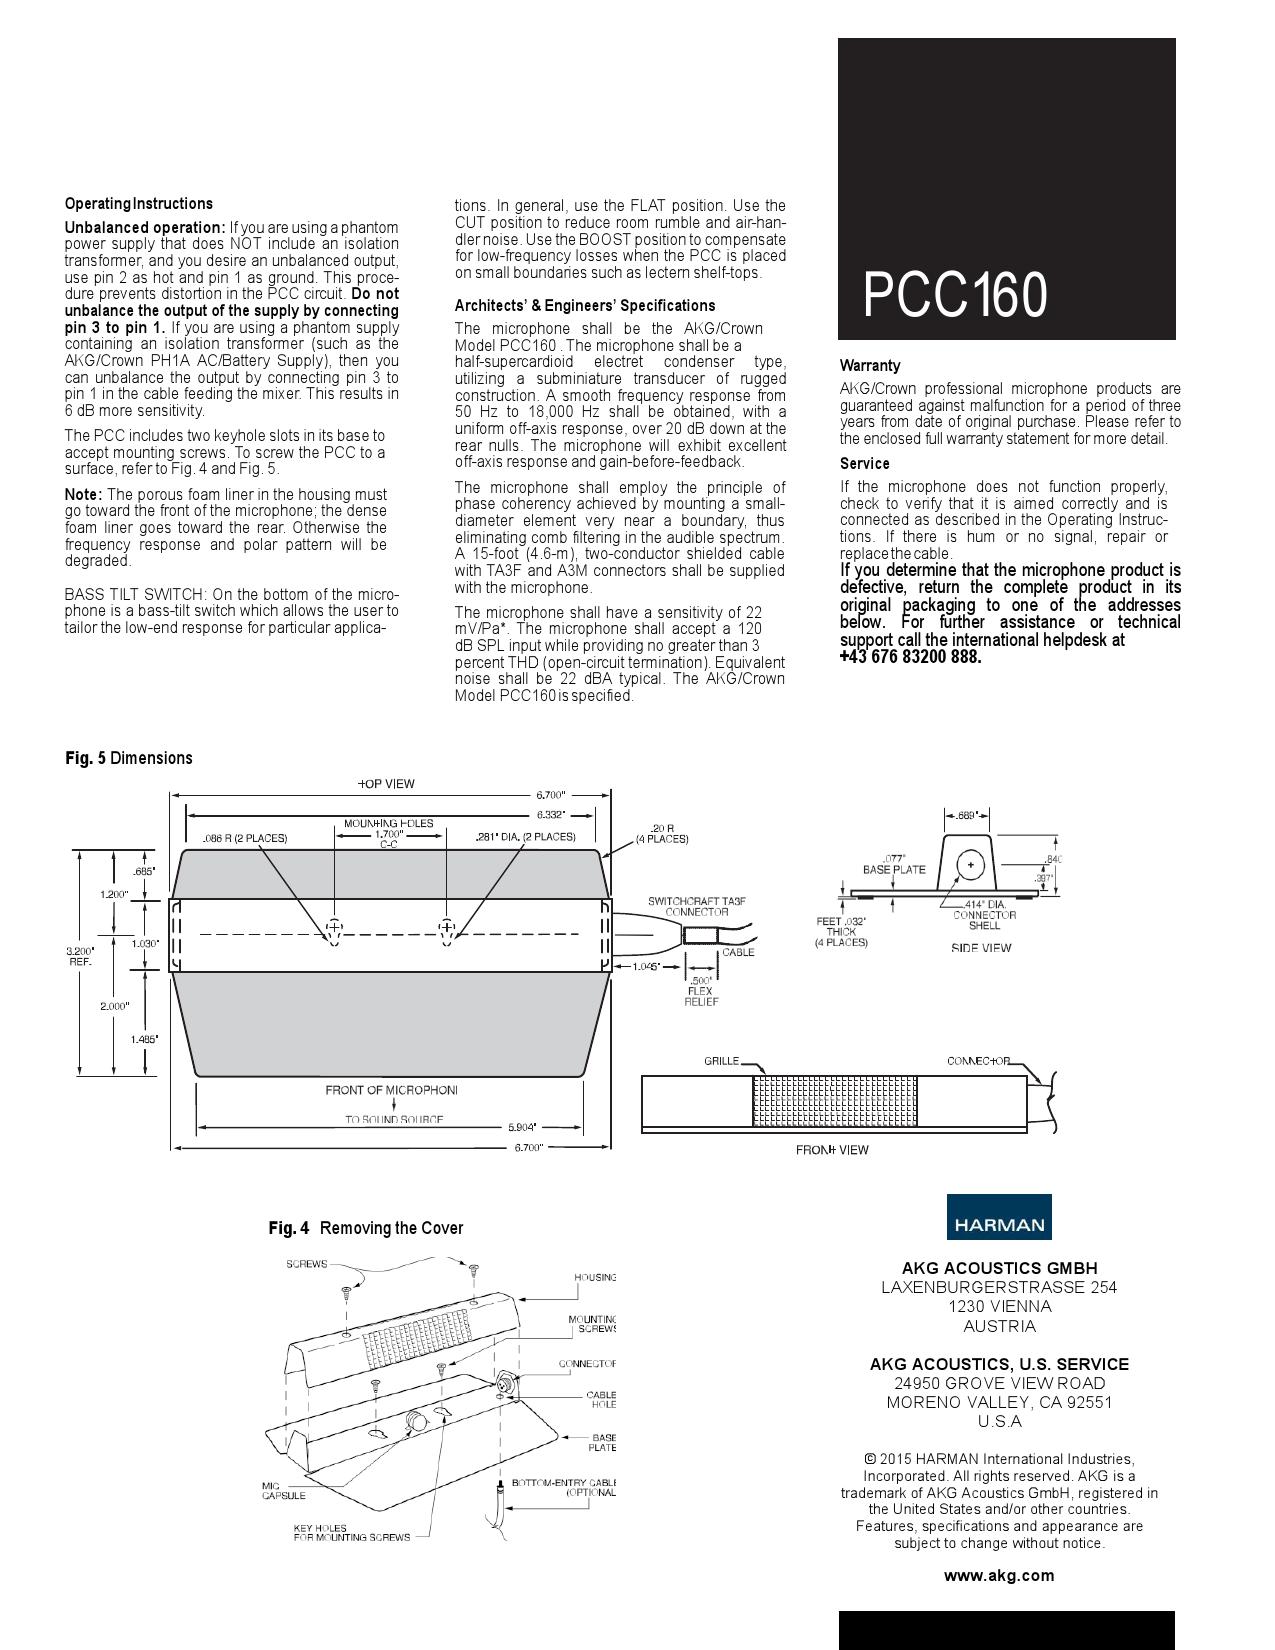 Operating Instructions
Unbalanced operation: If you are using a phantom
power supply that does NOT include an isolation
transformer, and you desire an unbalanced output,
use pin 2 as hot and pin 1 as ground. This proce-
dure prevents distortion in the PCC circuit. Do not
unbalance the output of the supply by connecting
pin 3 to pin 1. If you are using a phantom supply
containing an isolation transformer (such as the
AKG/Crown PH1A AC/Battery Supply), then you
can unbalance the output by connecting pin 3 to
pin 1 in the cable feeding the mixer. This results in
6 dB more sensitivity.
The PCC includes two keyhole slots in its base to
accept mounting screws. To screw the PCC to a
surface, refer to Fig. 4 and Fig. 5.
Note: The porous foam liner in the housing must
go toward the front of the microphone; the dense
foam liner goes toward the rear. Otherwise the
frequency response and polar pattern will be
degraded.
BASS TILT SWITCH: On the bottom of the micro-
phone is a bass-tilt switch which allows the user to
tailor the low-end response for particular applica-
tions. In general, use the FLAT position. Use the
CUT position to reduce room rumble and air-han-
dler noise. Use the BOOST position to compensate
for low-frequency losses when the PCC is placed
on small boundaries such as lectern shelf-tops.
Architects' & Engineers' Specifications
The microphone shall be the AKG/Crown
Model PCC160 . The microphone shall be a
half-supercardioid electret condenser type,
utilizing a subminiature transducer of rugged
construction. A smooth frequency response from
50 Hz to 18,000 Hz shall be obtained, with a
uniform off-axis response, over 20 dB down at the
rear nulls. The microphone will exhibit excellent
off-axis response and gain-before-feedback.
The microphone shall employ the principle of
phase coherency achieved by mounting a small-
diameter element very near a boundary, thus
eliminating comb filtering in the audible spectrum.
A 15-foot (4.6-m), two-conductor shielded cable
with TA3F and A3M connectors shall be supplied
with the microphone.
The microphone shall have a sensitivity of 22
mV/Pa*. The microphone shall accept a 120
dB SPL input while providing no greater than 3
percent THD (open-circuit termination). Equivalent
noise shall be 22 dBA typical. The AKG/Crown
Model PCC160 is specified.
PCC160
Warranty
AKG/Crown professional microphone products are
guaranteed against malfunction for a period of three
years from date of original purchase. Please refer to
the enclosed full warranty statement for more detail.
Service
If the microphone does not function properly,
check to verify that it is aimed correctly and is
connected as described in the Operating Instruc-
tions. If there is hum or no signal, repair or
replace the cable.
If you determine that the microphone product is
defective, return the complete product in its
original packaging to one of the addresses
below. For further assistance or technical
support call the international helpdesk at
+43 676 83200 888.
Fig. 5 Dimensions
TOP VIEW
6.700"
6.332"
MOUNTING HOLES
1.700"
C-C
.086 R (2 PLACES)
.281" DIA. (2 PLACES)
.20 R
(4 PLACES)
.685"
1.200"
1.030"
3.200"
REF.
2.000"
1.485"
SWITCHCRAFT TA3F
CONNECTOR
CABLE
1.045"
.500"
FLEX
RELIEF
FRONT OF MICROPHONI
TO SOUND SOURCE
5.904"
6.700"
.689"
.077"
BASE PLATE
.840
.397"
.414" DIA.
CONNECTOR
SHELL
FEET .032"
THICK
(4 PLACES)
SIDE VIEW
GRILLE
CONNECTOR
FRONT VIEW
Fig. 4 Removing the Cover
SCREWS
HOUSING
MOUNTING
SCREWS
CONNECTOR
CABLE
HOLE
BASE
PLATE
MIC
CAPSULE
BOTTOM-ENTRY CABLE
(OPTIONAL
KEY HOLES
FOR MOUNTING SCREWS
HARMAN
AKG ACOUSTICS GMBH
LAXENBURGERSTRASSE 254
1230 VIENNA
AUSTRIA
AKG ACOUSTICS, U.S. SERVICE
24950 GROVE VIEW ROAD
MORENO VALLEY, CA 92551
U.S.A
© 2015 HARMAN International Industries,
Incorporated. All rights reserved. AKG is a
trademark of AKG Acoustics GmbH, registered in
the United States and/or other countries.
Features, specifications and appearance are
subject to change without notice.
www.akg.com